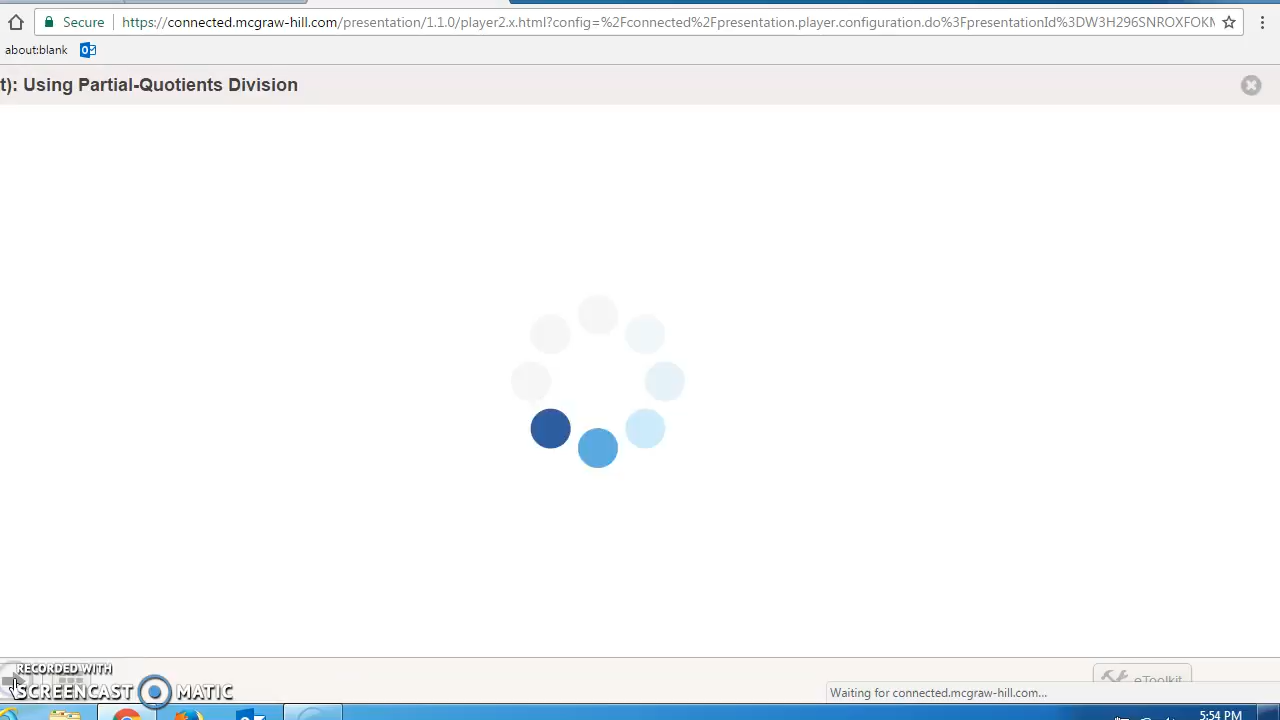 Secure https://connected.mcgraw-hill.com/presentation/1.1.0/player2.x.html?config=%2Fconnected%2Fpresentation.player.configuration.do%3FpresentationId%3DW3H296SNROXFOKM
about:blank
t): Using Partial-Quotients Division
RECORDED WITH
SCREENCAST MATIC
eToolkit
Waiting for connected.mcgraw-hill.com...
5:54 PM